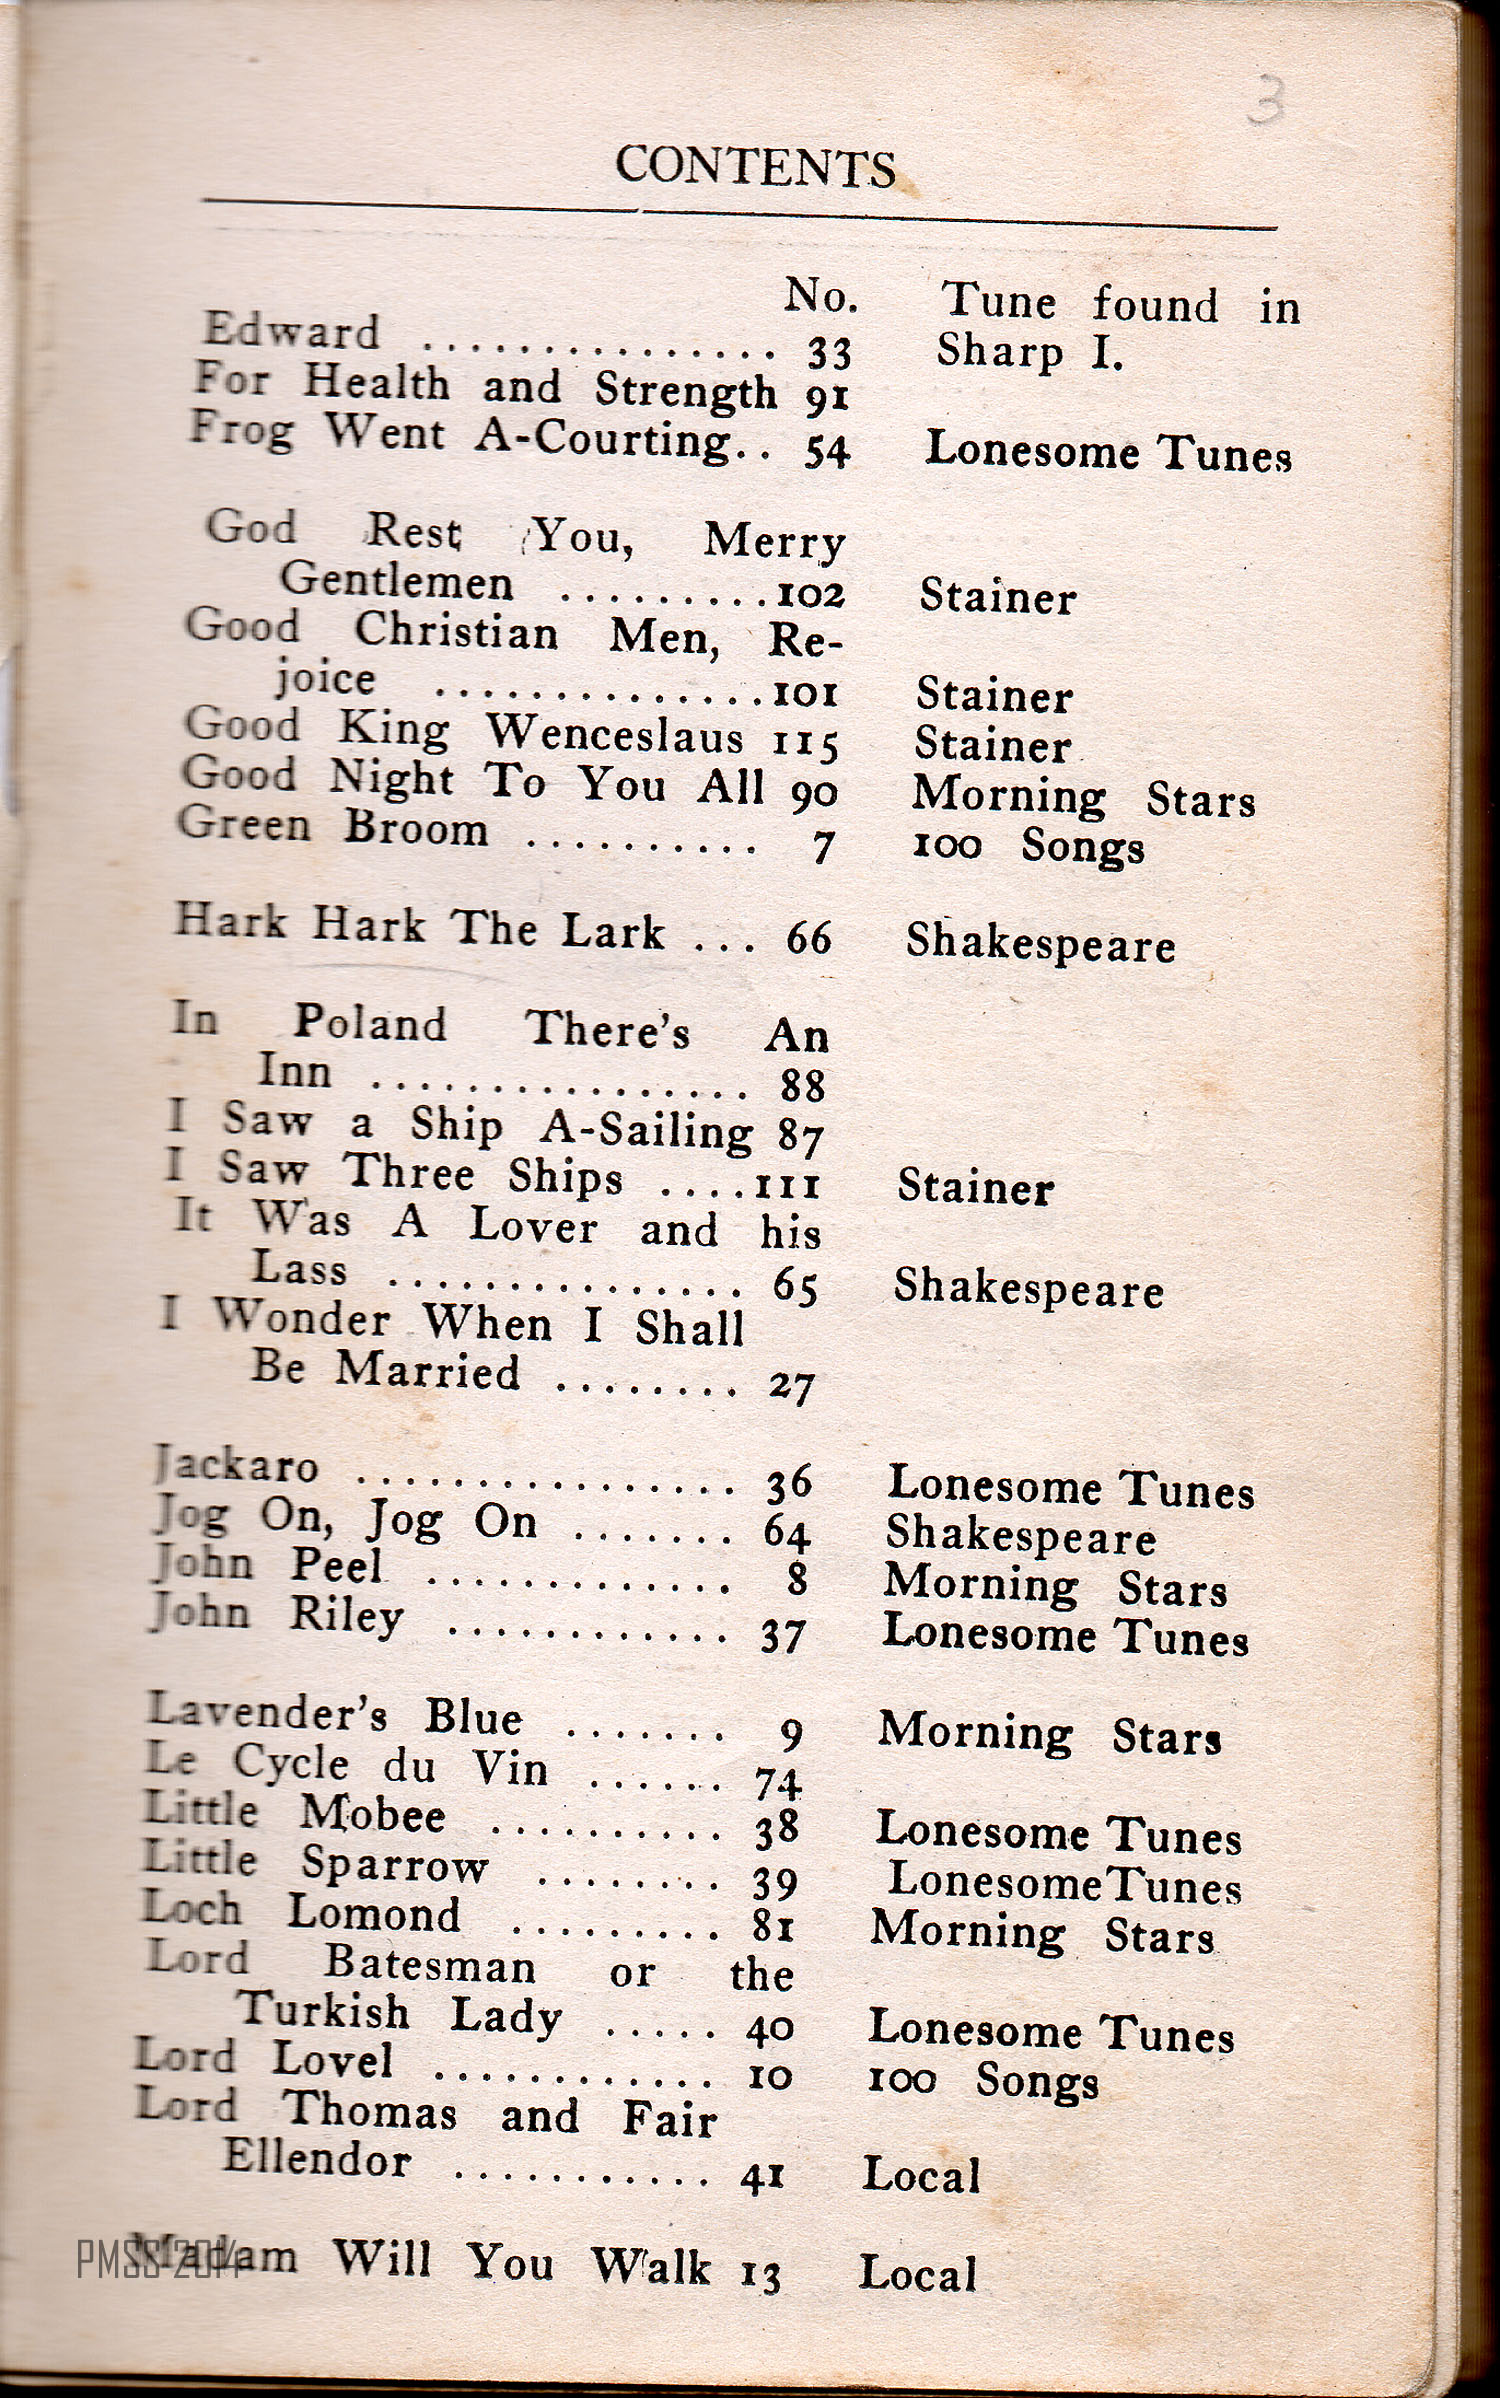 3
CONTENTS
No. Tune found in
Edward ............... 33 Sharp I.
For Health and Strength 91
Frog Went A-Courting.. 54 Lonesome Tunes
God Rest You, Merry
Gentlemen .........102 Stainer
Good Christian Men, Re-
joice ..............101 Stainer
Good King Wenceslaus 115 Stainer
Good Night To You All 90 Morning Stars
Green Broom .......... 7 100 Songs
Hark Hark The Lark ... 66 Shakespeare
In Poland There's An
Inn ................ 88
I Saw a Ship A-Sailing 87
I Saw Three Ships ....111 Stainer
It Was A Lover and his
Lass ............... 65 Shakespeare
I Wonder When I Shall
Be Married ........ 27
Jackaro ................ 36 Lonesome Tunes
Jog On, Jog On ....... 64 Shakespeare
John Peel ............. 8 Morning Stars
John Riley ............ 37 Lonesome Tunes
Lavender's Blue ....... 9 Morning Stars
Le Cycle du Vin ...... 74
Little Mobee .......... 38 Lonesome Tunes
Little Sparrow ........ 39 LonesomeTunes
Loch Lomond ......... 81 Morning Stars
Lord Batesman or the
Turkish Lady ..... 40 Lonesome Tunes
Lord Lovel ............ 10 100 Songs
Lord Thomas and Fair
Ellendor ........... 41 Local
Madam Will You Walk 13 Local
PMSS 2014